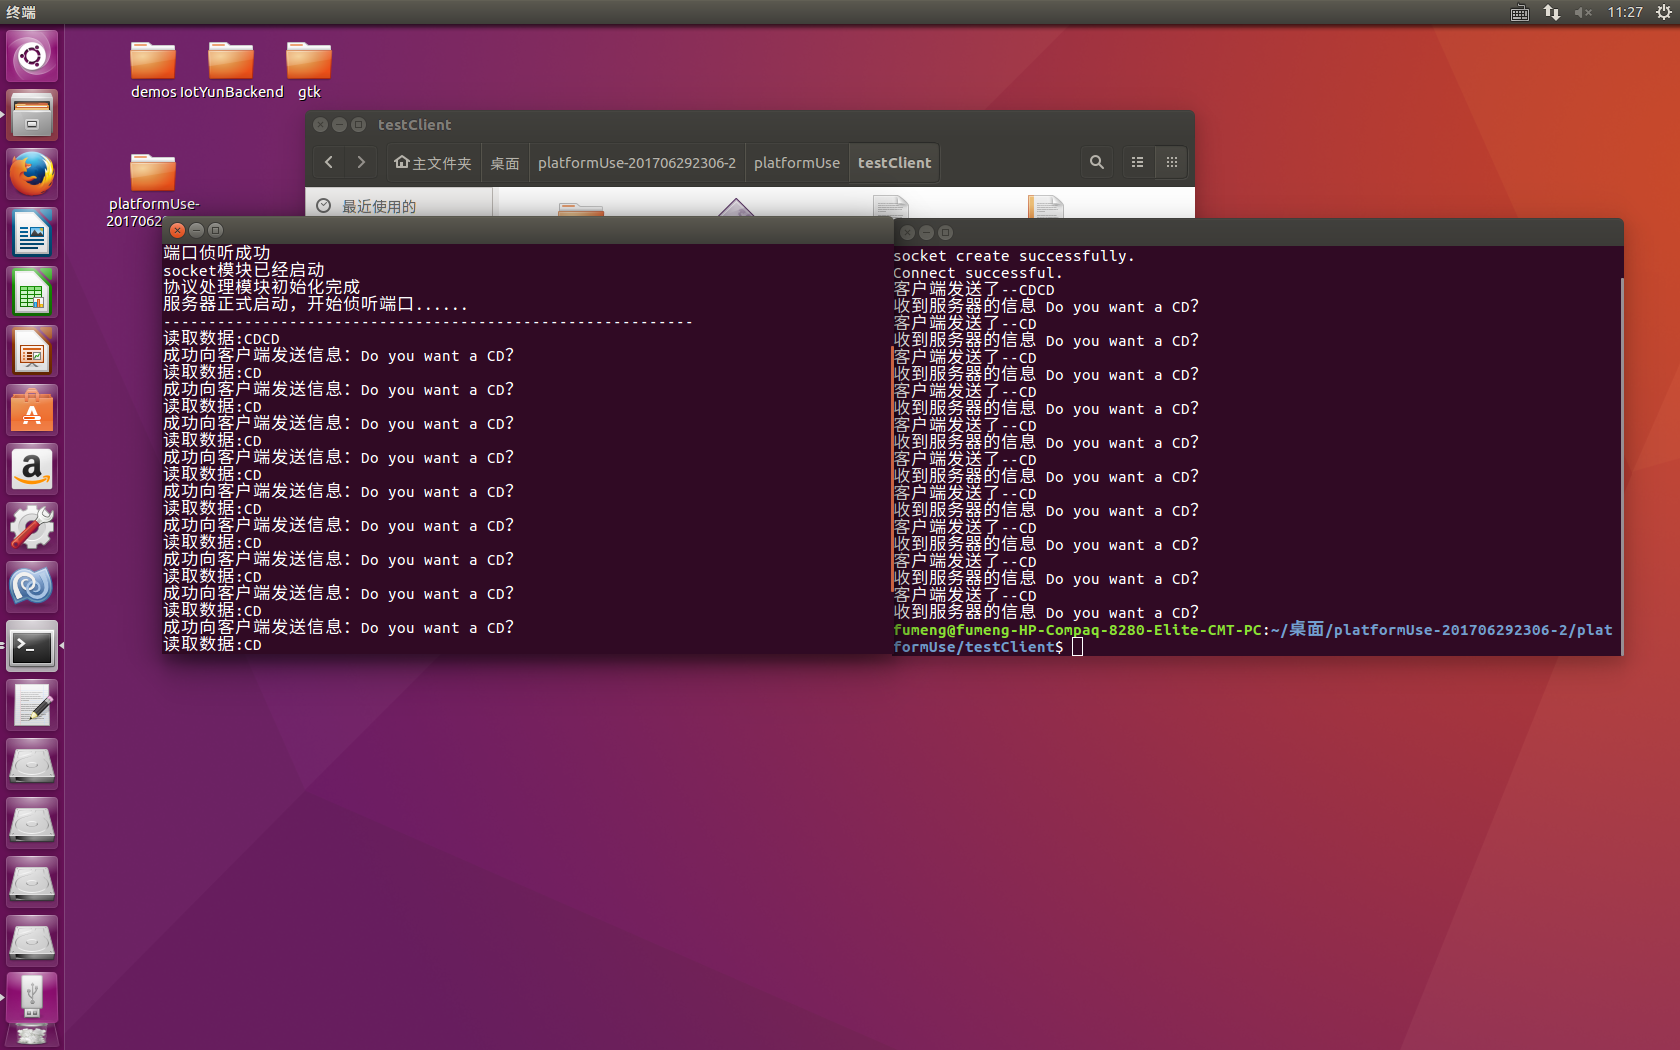 终端
11:27
demos
IotYunBackend
gtk
platformUse-
2017062
testClient
主文件夹
桌面
platformUse-201706292306-2
platformUse
testClient
最近使用的
端口侦听成功
socket模块已经启动
协议处理模块初始化完成
服务器正式启动，开始侦听端口......
-----------------------------------------------------------
读取数据:CDCD
成功向客户端发送信息：Do you want a CD?
读取数据:CD
成功向客户端发送信息：Do you want a CD?
读取数据:CD
成功向客户端发送信息：Do you want a CD?
读取数据:CD
成功向客户端发送信息：Do you want a CD?
读取数据:CD
成功向客户端发送信息：Do you want a CD?
读取数据:CD
成功向客户端发送信息：Do you want a CD?
读取数据:CD
成功向客户端发送信息：Do you want a CD?
读取数据:CD
成功向客户端发送信息：Do you want a CD?
读取数据:CD
成功向客户端发送信息：Do you want a CD?
读取数据:CD
socket create successfully.
Connect successful.
客户端发送了--CDCD
收到服务器的信息 Do you want a CD?
客户端发送了--CD
收到服务器的信息 Do you want a CD?
客户端发送了--CD
收到服务器的信息 Do you want a CD?
客户端发送了--CD
收到服务器的信息 Do you want a CD?
客户端发送了--CD
收到服务器的信息 Do you want a CD?
客户端发送了--CD
收到服务器的信息 Do you want a CD?
客户端发送了--CD
收到服务器的信息 Do you want a CD?
客户端发送了--CD
收到服务器的信息 Do you want a CD?
客户端发送了--CD
收到服务器的信息 Do you want a CD?
客户端发送了--CD
收到服务器的信息 Do you want a CD?
fumeng@fumeng-HP-Compaq-8280-Elite-CMT-PC:~/桌面/platformUse-201706292306-2/plat
formUse/testClient$